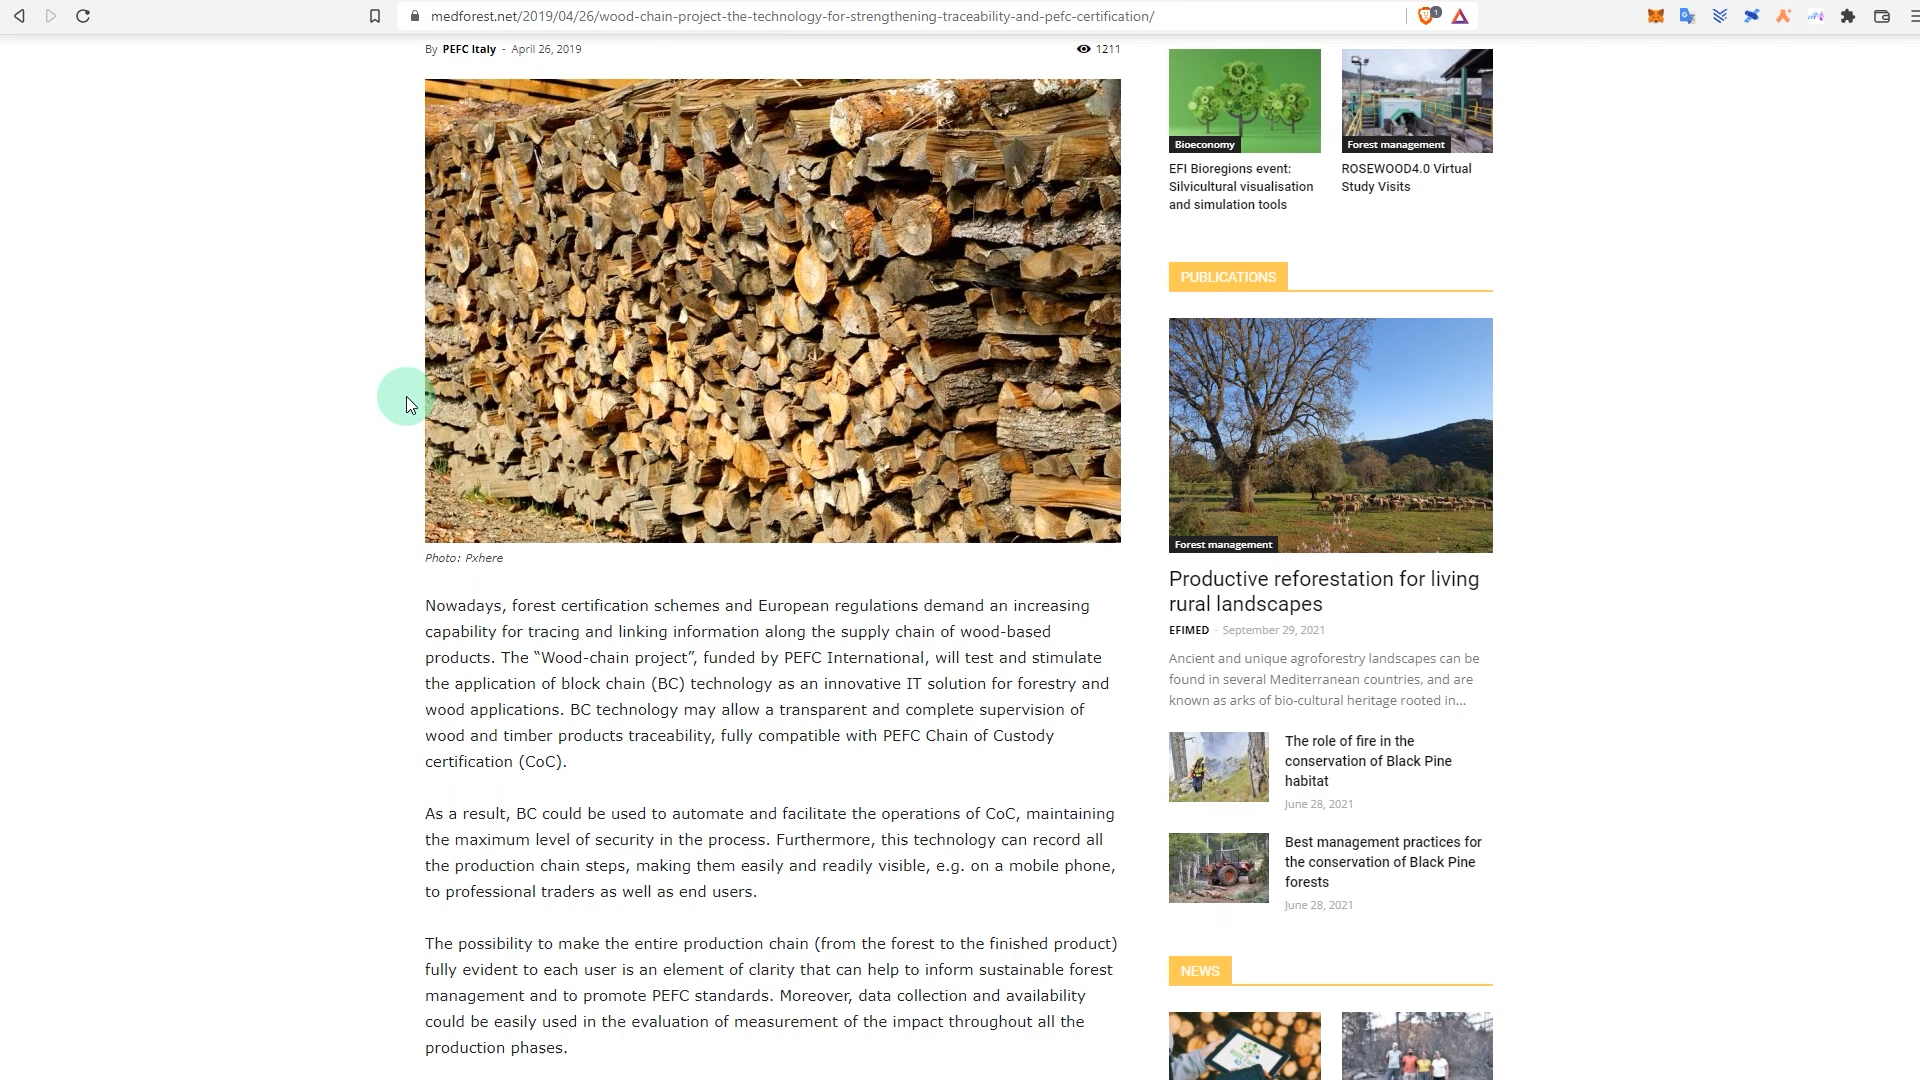 medforest.net/2019/04/26/wood-chain-project-the-technology-for-strengthening-traceability-and-pefc-certification/
1
By PEFC Italy - April 26, 2019
1211
Photo: Pxhere
Nowadays, forest certification schemes and European regulations demand an increasing
capability for tracing and linking information along the supply chain of wood-based
products. The “Wood-chain project”, funded by PEFC International, will test and stimulate
the application of block chain (BC) technology as an innovative IT solution for forestry and
wood applications. BC technology may allow a transparent and complete supervision of
wood and timber products traceability, fully compatible with PEFC Chain of Custody
certification (CoC).
As a result, BC could be used to automate and facilitate the operations of CoC, maintaining
the maximum level of security in the process. Furthermore, this technology can record all
the production chain steps, making them easily and readily visible, e.g. on a mobile phone,
to professional traders as well as end users.
The possibility to make the entire production chain (from the forest to the finished product)
fully evident to each user is an element of clarity that can help to inform sustainable forest
management and to promote PEFC standards. Moreover, data collection and availability
could be easily used in the evaluation of measurement of the impact throughout all the
production phases.
Bioeconomy
EFI Bioregions event:
Silvicultural visualisation
and simulation tools
Forest management
ROSEWOOD4.0 Virtual
Study Visits
PUBLICATIONS
Forest management
Productive reforestation for living
rural landscapes
EFIMED - September 29, 2021
Ancient and unique agroforestry landscapes can be
found in several Mediterranean countries, and are
known as arks of bio-cultural heritage rooted in...
The role of fire in the
conservation of Black Pine
habitat
June 28, 2021
Best management practices for
the conservation of Black Pine
forests
June 28, 2021
NEWS